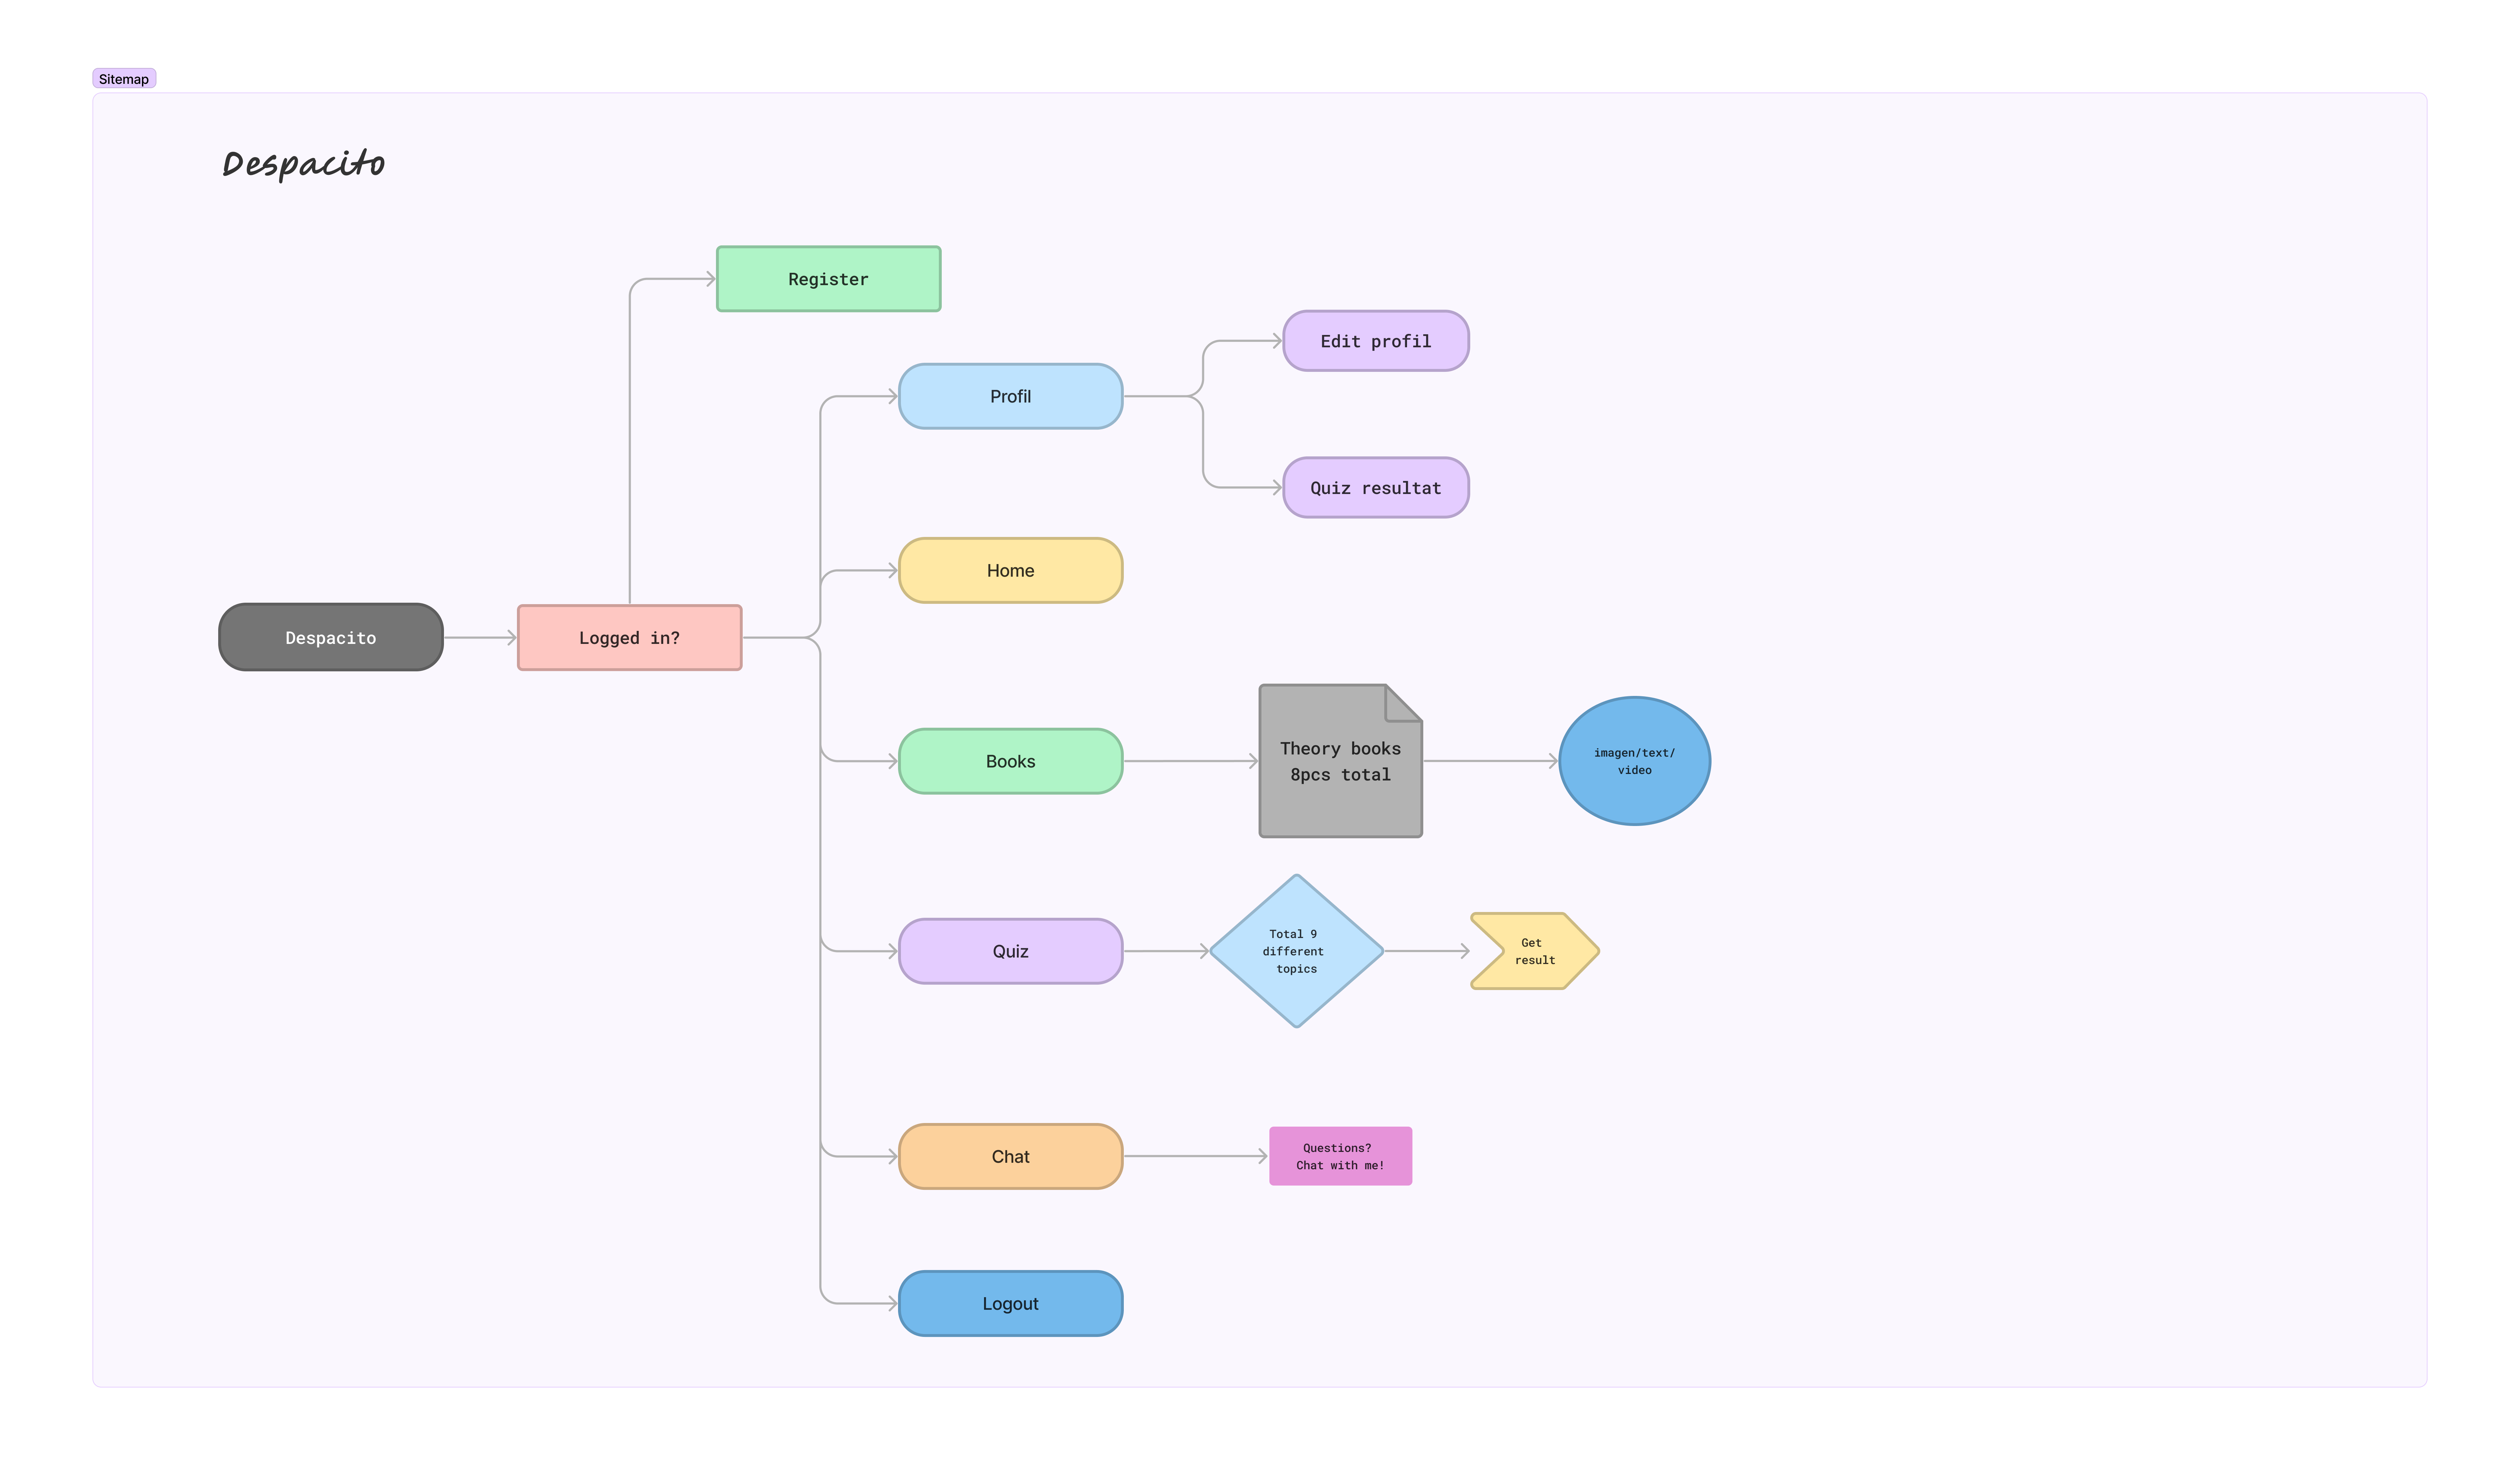 Sitemap
Despacito
Register
Edit profil
Profil
Quiz resultat
Home
Despacito
Logged in?
Books
Theory books
8pcs total
imagen/text/
video
Quiz
Total 9
different
topics
Get
result
Chat
Questions?
Chat with me!
Logout